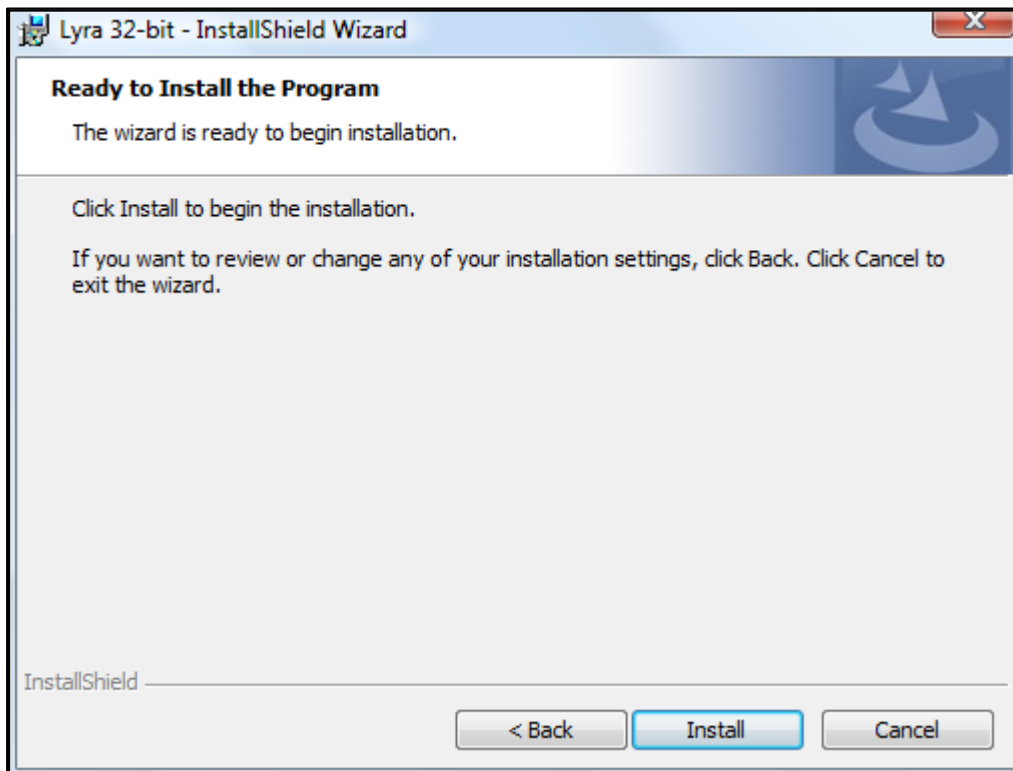 Lyra 32-bit - InstallShield Wizard
Ready to Install the Program
The wizard is ready to begin installation.
Click Install to begin the installation.
If you want to review or change any of your installation settings, click Back. Click Cancel to
exit the wizard.
InstallShield
< Back
Install
Cancel